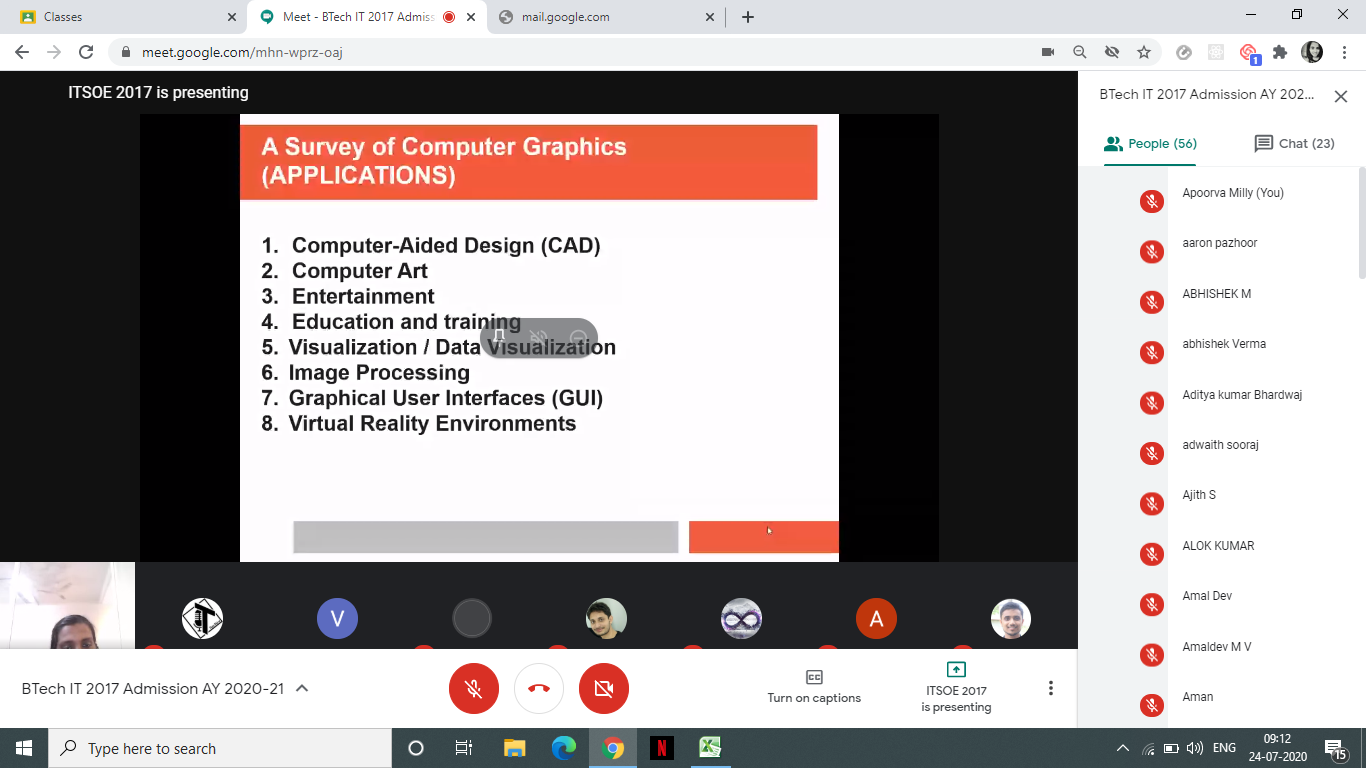 Classes
Meet - BTech IT 2017 Admiss
mail.google.com
meet.google.com/mhn-wprz-oaj
1
ITSOE 2017 is presenting
A Survey of Computer Graphics
(APPLICATIONS)
1. Computer-Aided Design (CAD)
2. Computer Art
3. Entertainment
4. Education and training
5. Visualization / Data Visualization
6. Image Processing
7. Graphical User Interfaces (GUI)
8. Virtual Reality Environments
BTech IT 2017 Admission AY 202...
People (56)
Chat (23)
Apoorva Milly (You)
aaron pazhoor
ABHISHEK M
abhishek Verma
Aditya kumar Bhardwaj
adwaith sooraj
Ajith S
ALOK KUMAR
Amal Dev
Amaldev M V
Aman
T
V
A
BTech IT 2017 Admission AY 2020-21
CC
Turn on captions
ITSOE 2017
is presenting
Type here to search
N
ENG
09:12
24-07-2020
15